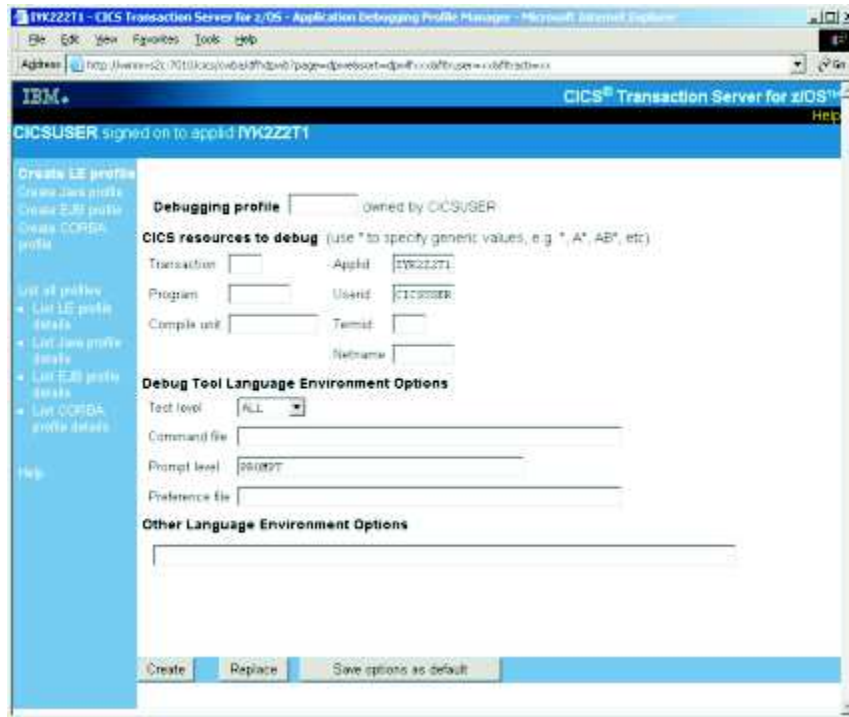 IYK2Z2T1 - CICS Transaction Server for z/OS - Application Debugging Profile Manager - Microsoft Internet Explorer
File Edit View Favorites Tools Help
Address
Go
IBM.
CICS® Transaction Server for z/OS™
Help
CICSUSER signed on to applid IYK2Z2T1
Create LE profile
Create Java profile
Create EJB profile
Create CORBA
profile
List all profiles
List LE profile
details
List Java profile
details
List EJB profile
details
List CORBA
profile details
Help
Debugging profile owned by CICSUSER
CICS resources to debug (use * to specify generic values, e.g. *, A*, AB*, etc)
Transaction Applid IYK2Z2T1
Program Userid CICSUSER
Compile unit Termid
Netname
Debug Tool Language Environment Options
Test level ALL
Command file
Prompt level PROMPT
Preference file
Other Language Environment Options
Create Replace Save options as default